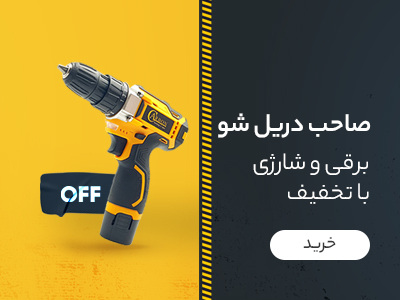 صاحب دریل شو
برقی و شارژی
با تخفیف
خرید
OFF